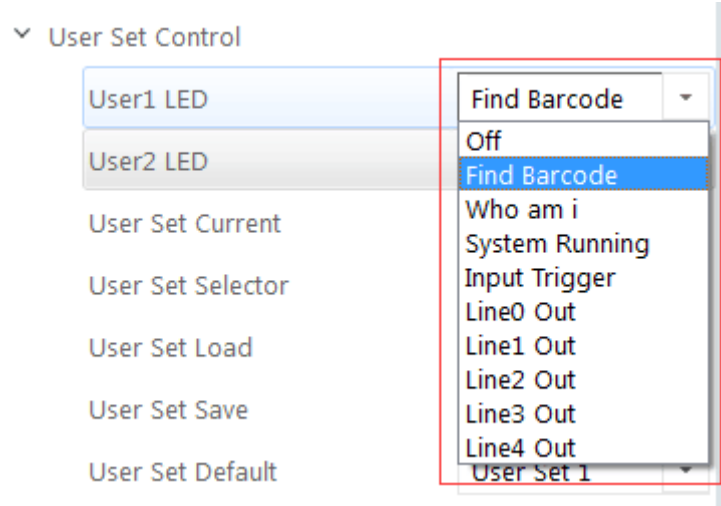 User Set Control
User1 LED Find Barcode
Off
User2 LED Find Barcode
Who am i
User Set Current System Running
User Set Selector Input Trigger
Line0 Out
User Set Load Line1 Out
Line2 Out
User Set Save Line3 Out
Line4 Out
User Set Default User Set 1